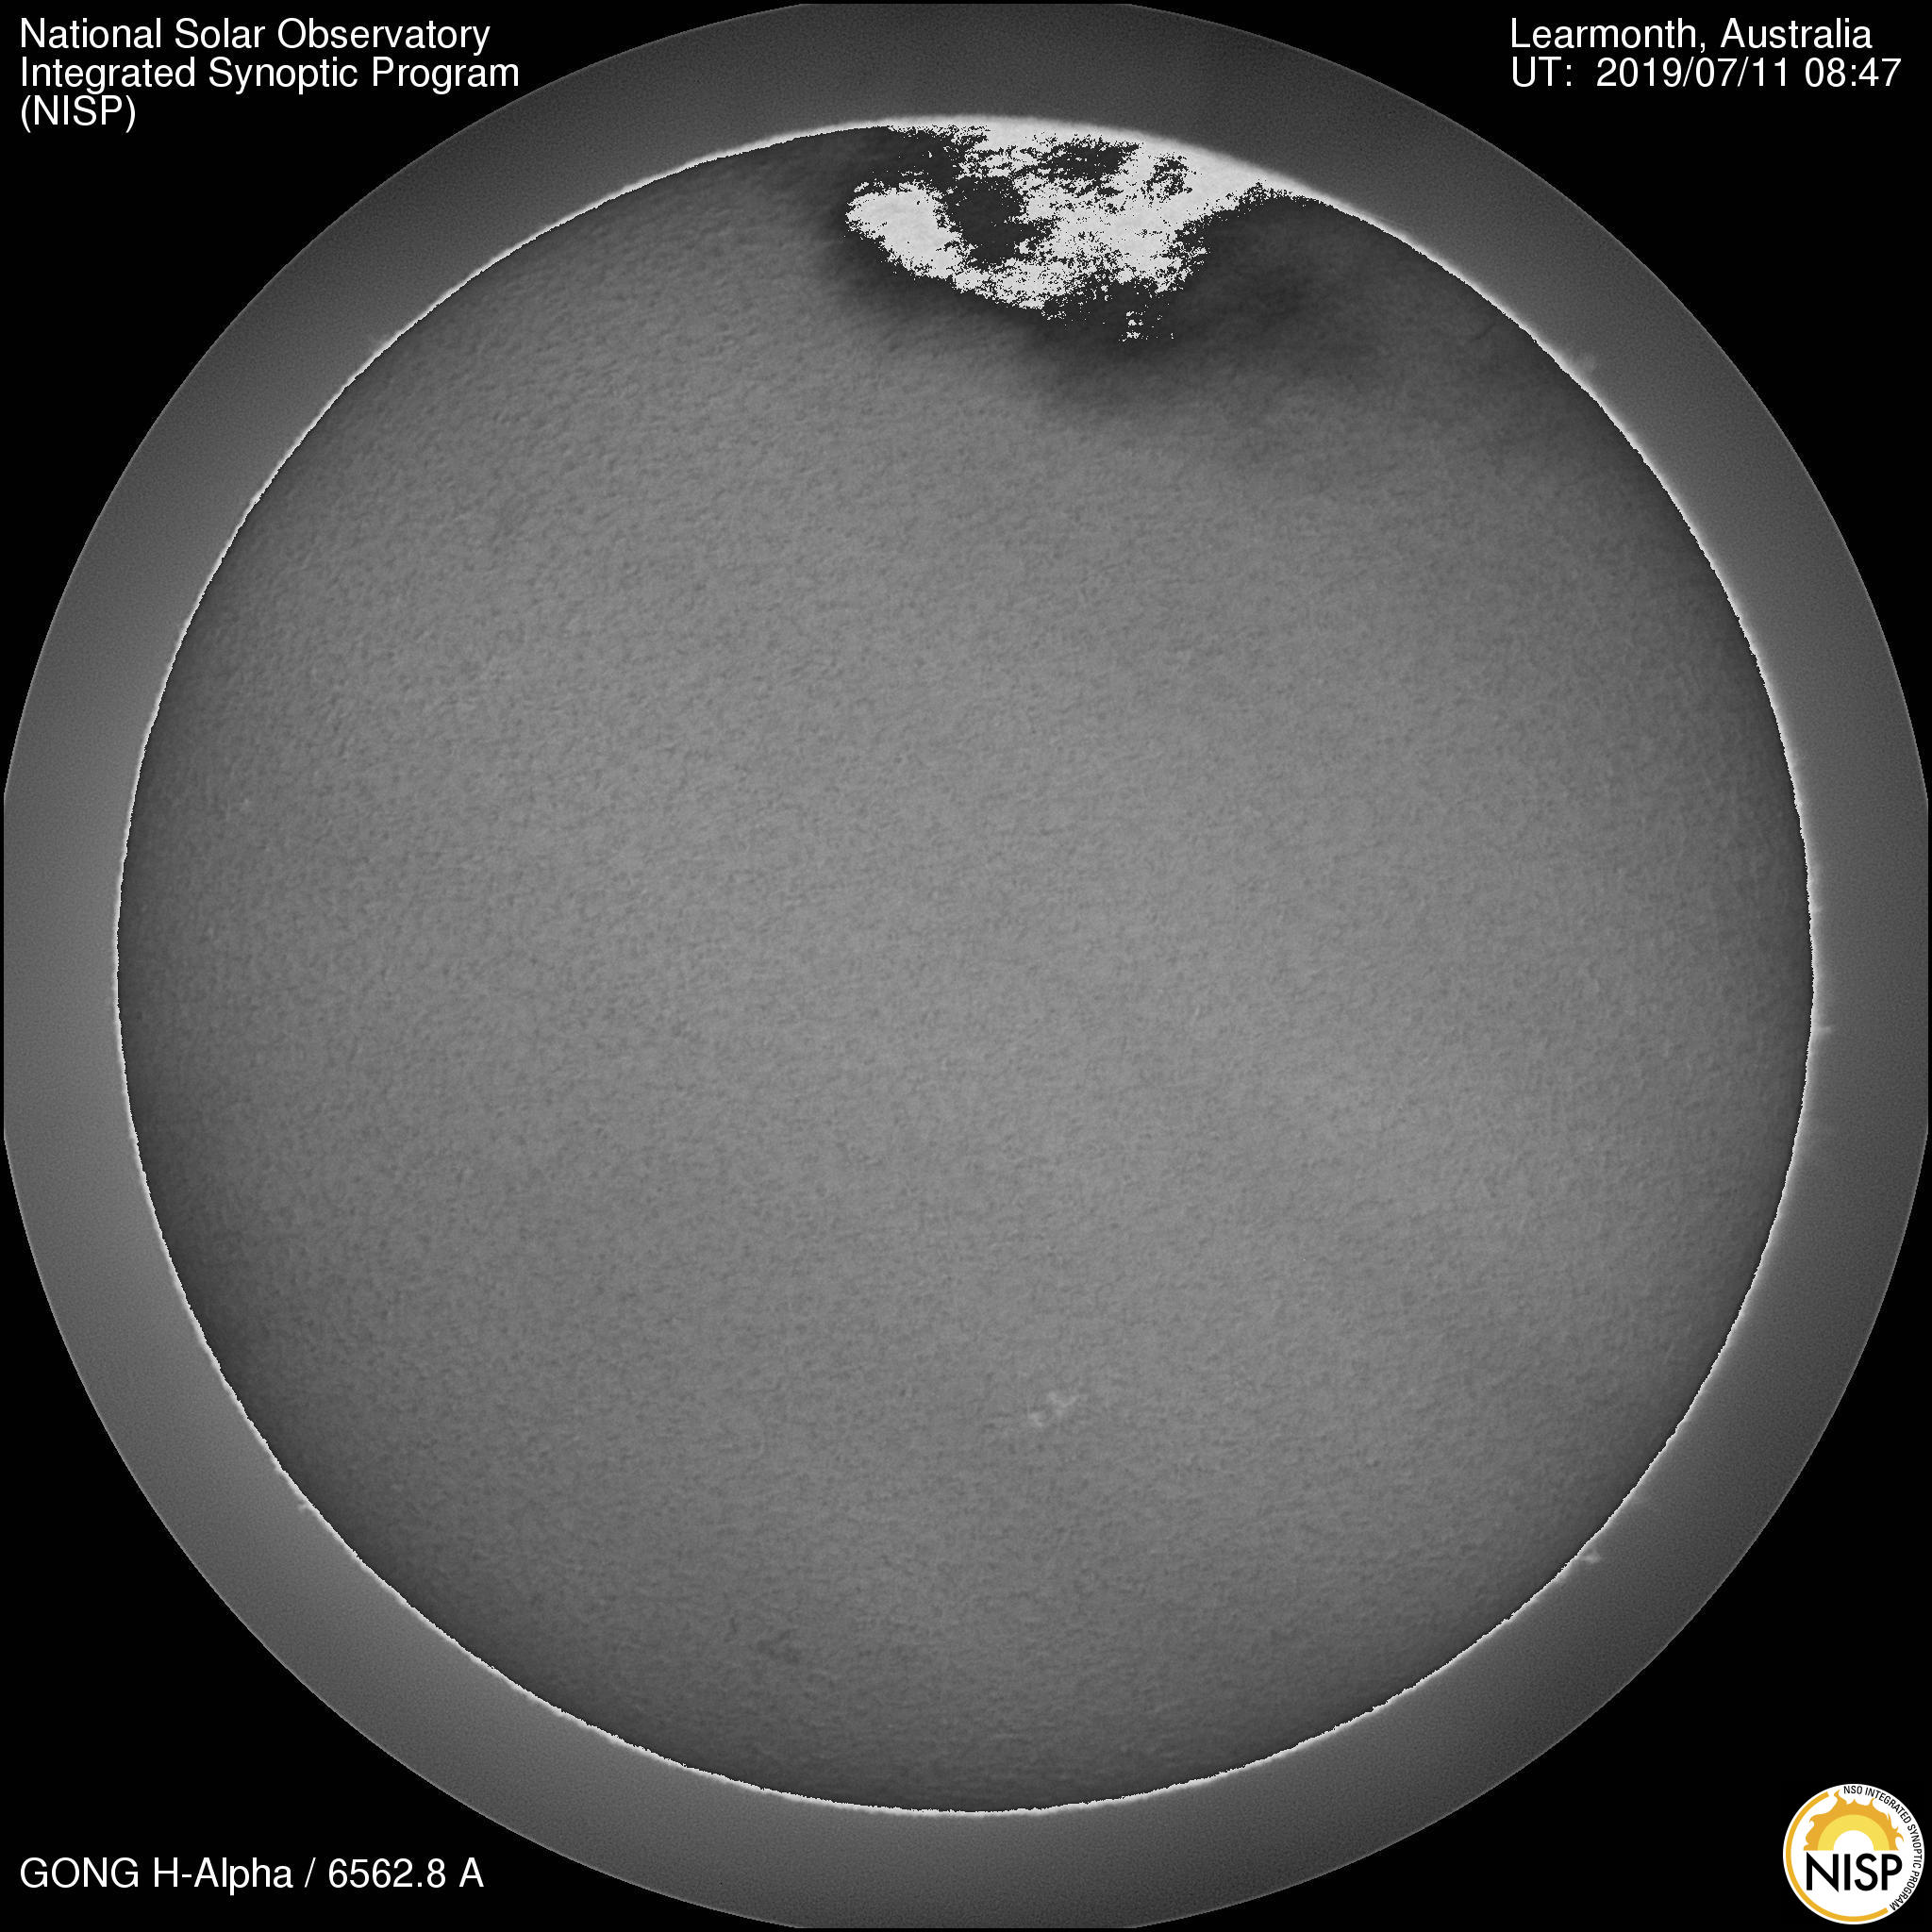 National Solar Observatory
Integrated Synoptic Program
(NISP)
Learmonth, Australia
UT: 2019/07/11 08:47
GONG H-Alpha / 6562.8 A
NSO INTEGRATED SYNOPTIC PROGRAM
NISP